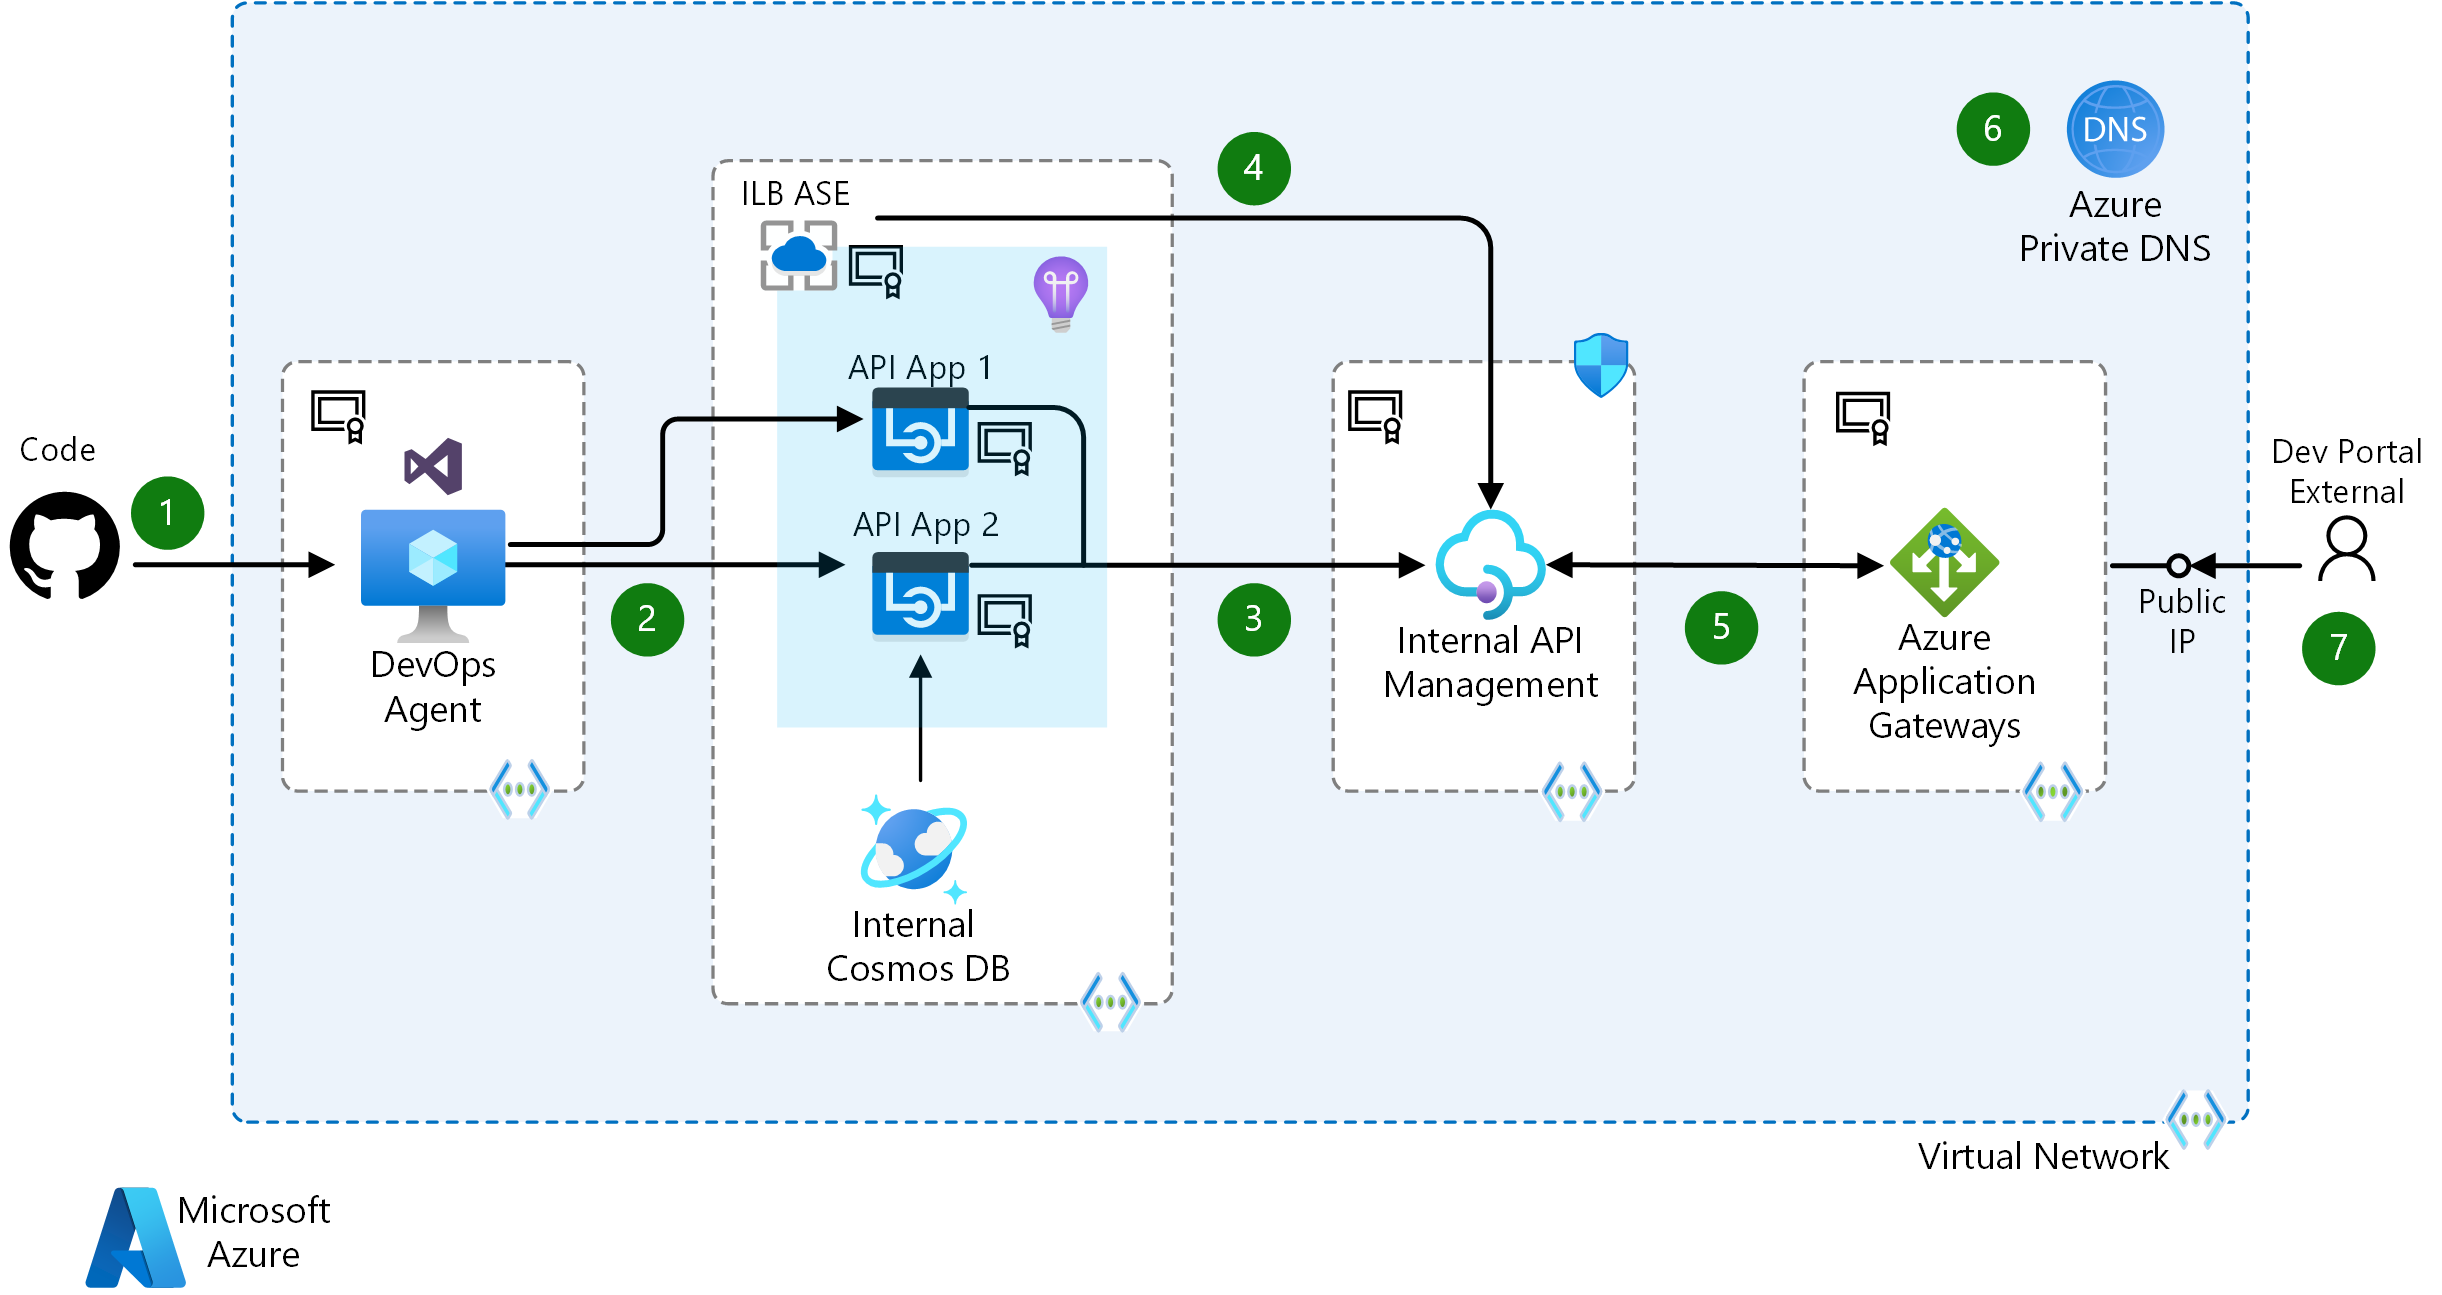 Code
1
DevOps
Agent
2
ILB ASE
API App 1
API App 2
Internal
Cosmos DB
4
3
Internal API
Management
5
6
DNS
Azure
Private DNS
Azure
Application
Gateways
Public
IP
Dev Portal
External
7
Virtual Network
Microsoft
Azure